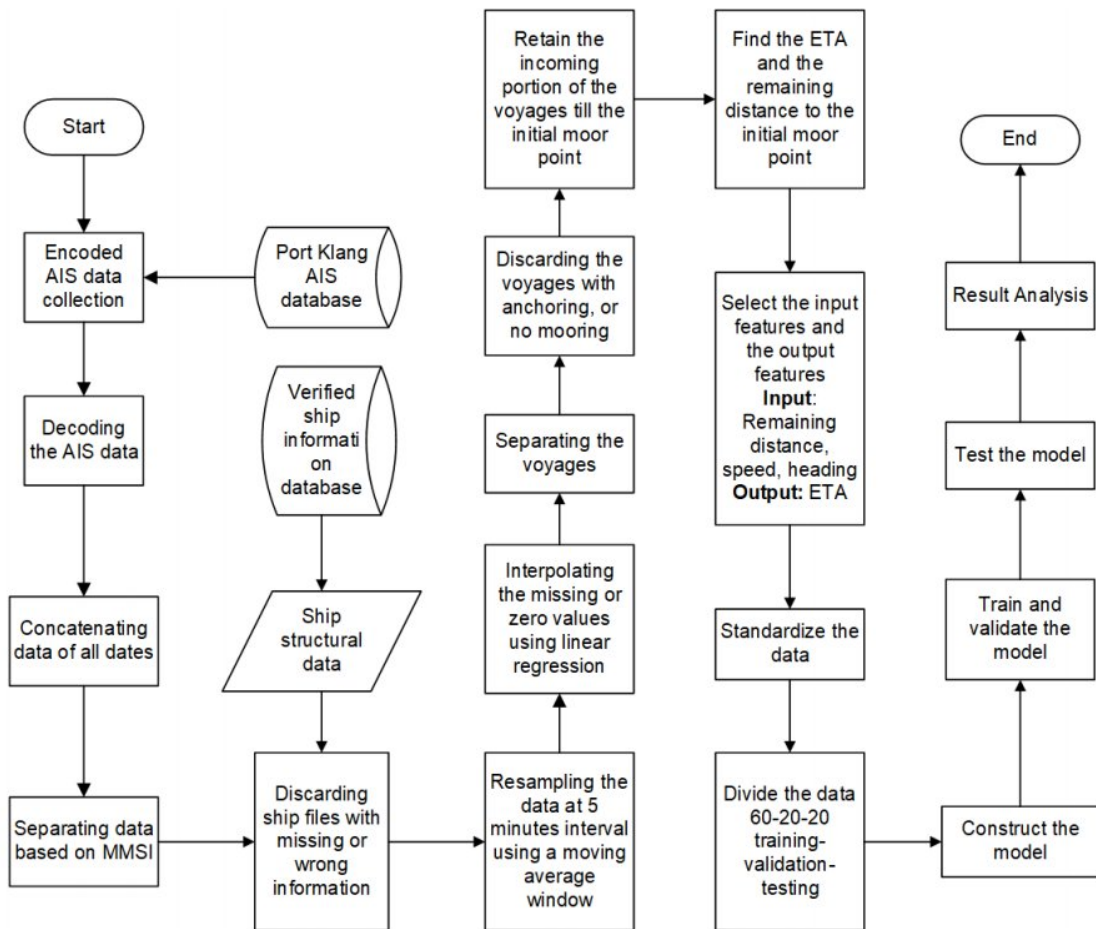 Start
Encoded
AIS data
collection
Port Klang
AIS
database
Decoding
the AIS data
Concatenating
data of all dates
Separating data
based on MMSI
Verified
ship
informati
on
database
Ship
structural
data
Discarding
ship files with
missing or
wrong
information
Resampling the
data at 5
minutes interval
using a moving
average
window
Interpolating
the missing or
zero values
using linear
regression
Separating the
voyages
Discarding the
voyages with
anchoring, or
no mooring
Retain the
incoming
portion of the
voyages till the
initial moor
point
Find the ETA
and the
remaining
distance to the
initial moor
point
Select the input
features and
the output
features
Input:
Remaining
distance,
speed, heading
Output: ETA
Standardize the
data
Divide the data
60-20-20
training-
validation-
testing
Construct the
model
Train and
validate the
model
Test the model
Result Analysis
End